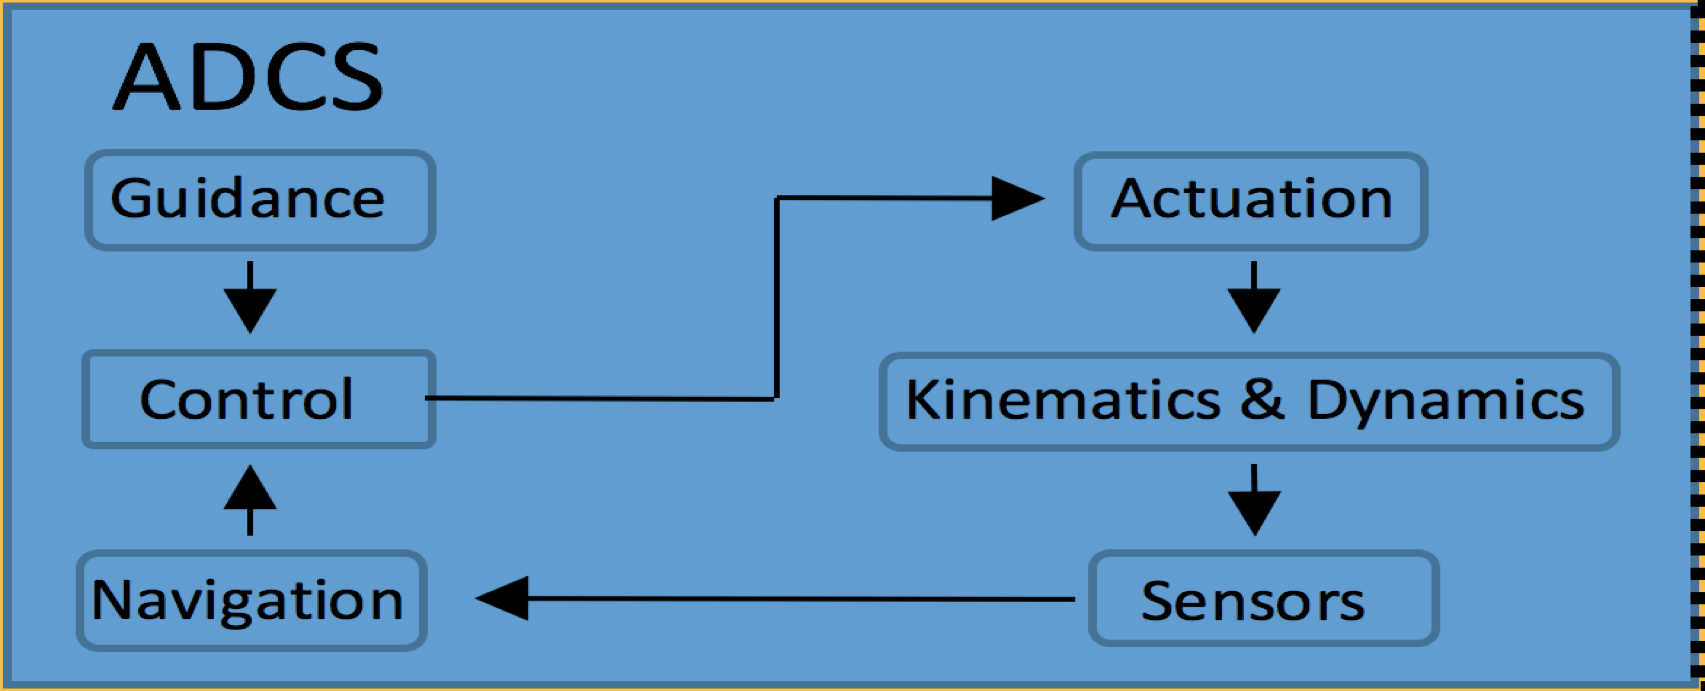 ADCS
Guidance
Control
Navigation
Actuation
Kinematics & Dynamics
Sensors